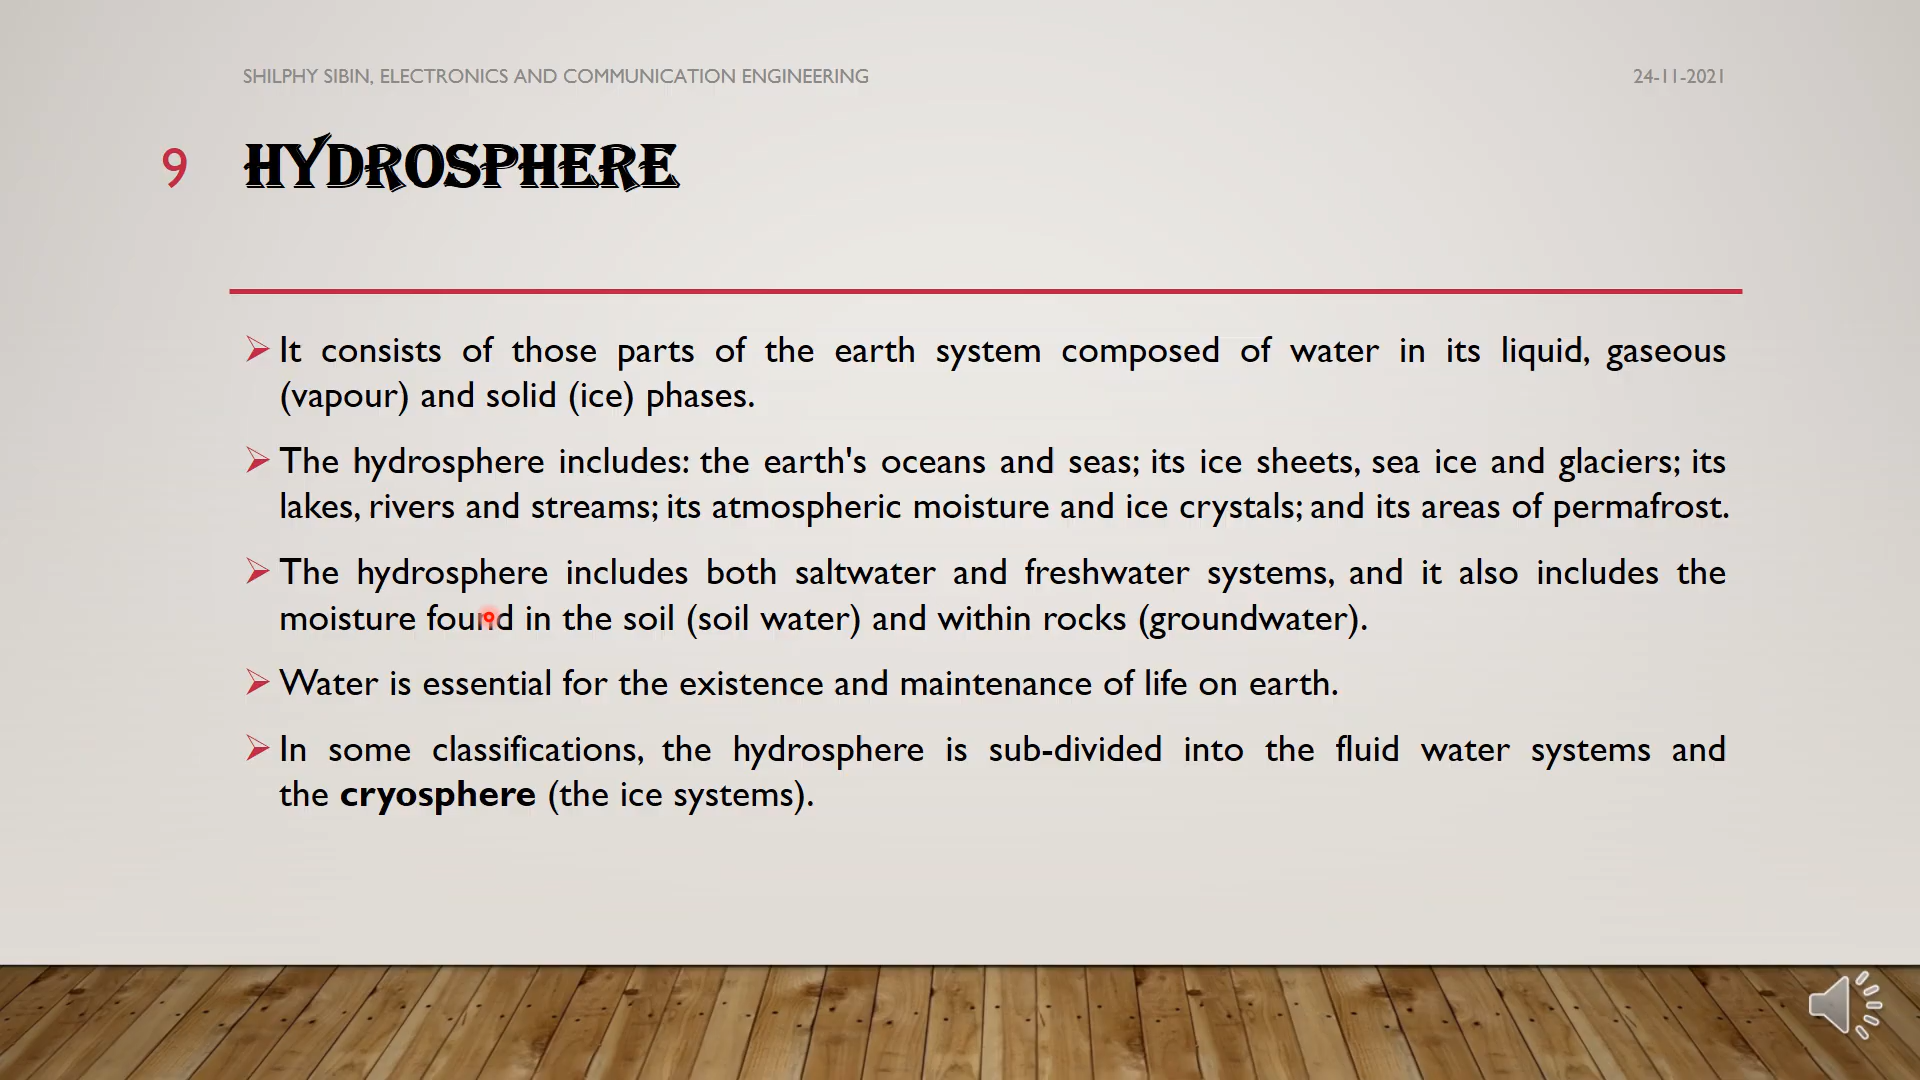 SHILPHY SIBIN, ELECTRONICS AND COMMUNICATION ENGINEERING
24-11-2021
9
HYDROSPHERE
It consists of those parts of the earth system composed of water in its liquid, gaseous
(vapour) and solid (ice) phases.
The hydrosphere includes: the earth's oceans and seas; its ice sheets, sea ice and glaciers; its
lakes, rivers and streams; its atmospheric moisture and ice crystals; and its areas of permafrost.
The hydrosphere includes both saltwater and freshwater systems, and it also includes the
moisture found in the soil (soil water) and within rocks (groundwater).
Water is essential for the existence and maintenance of life on earth.
In some classifications, the hydrosphere is sub-divided into the fluid water systems and
the cryosphere (the ice systems).